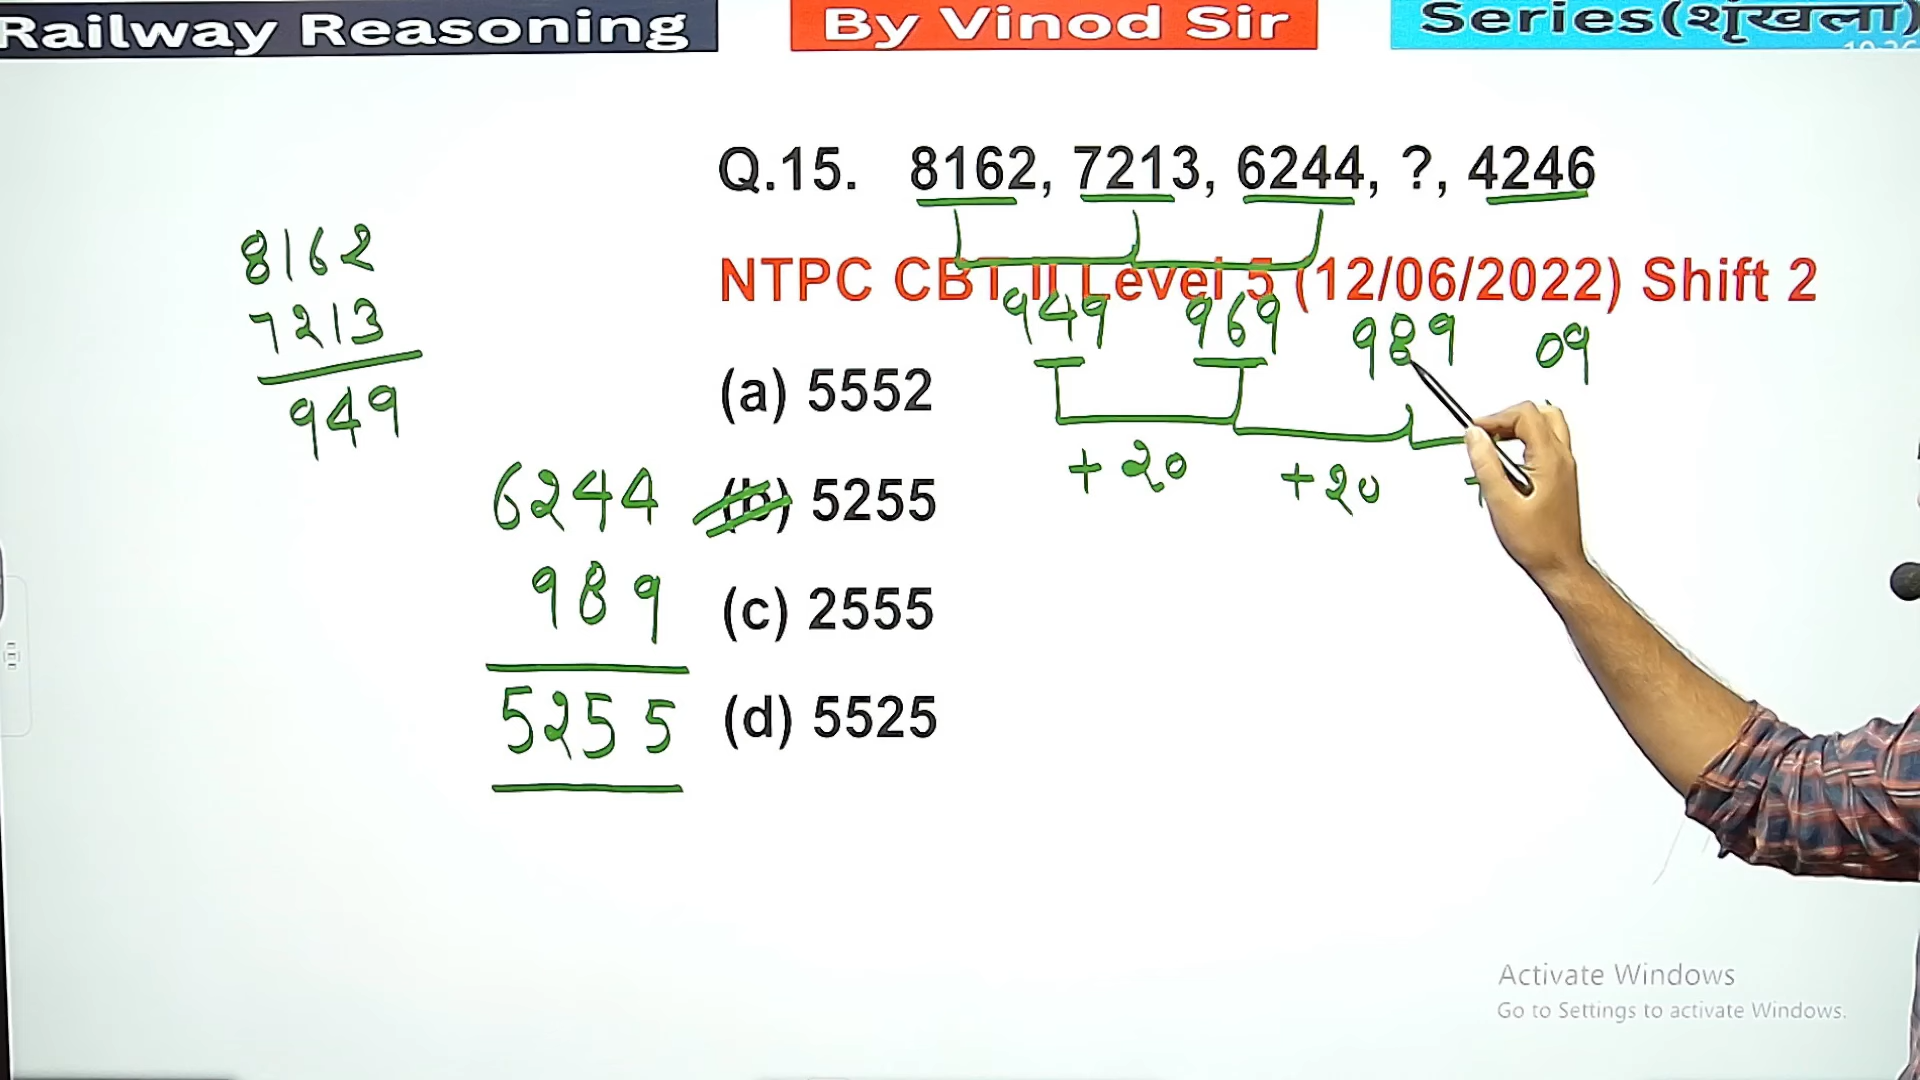 Railway Reasoning By Vinod Sir Series(शृंखला)
Q.15. 8162, 7213, 6244, ?, 4246
NTPC CBT II Level 5 (12/06/2022) Shift 2
8162
7213
949
949 969 989 09
+20 +20 +
(a) 5552
(b) 5255
(c) 2555
(d) 5525
6244
989
5255
Activate Windows
Go to Settings to activate Windows.